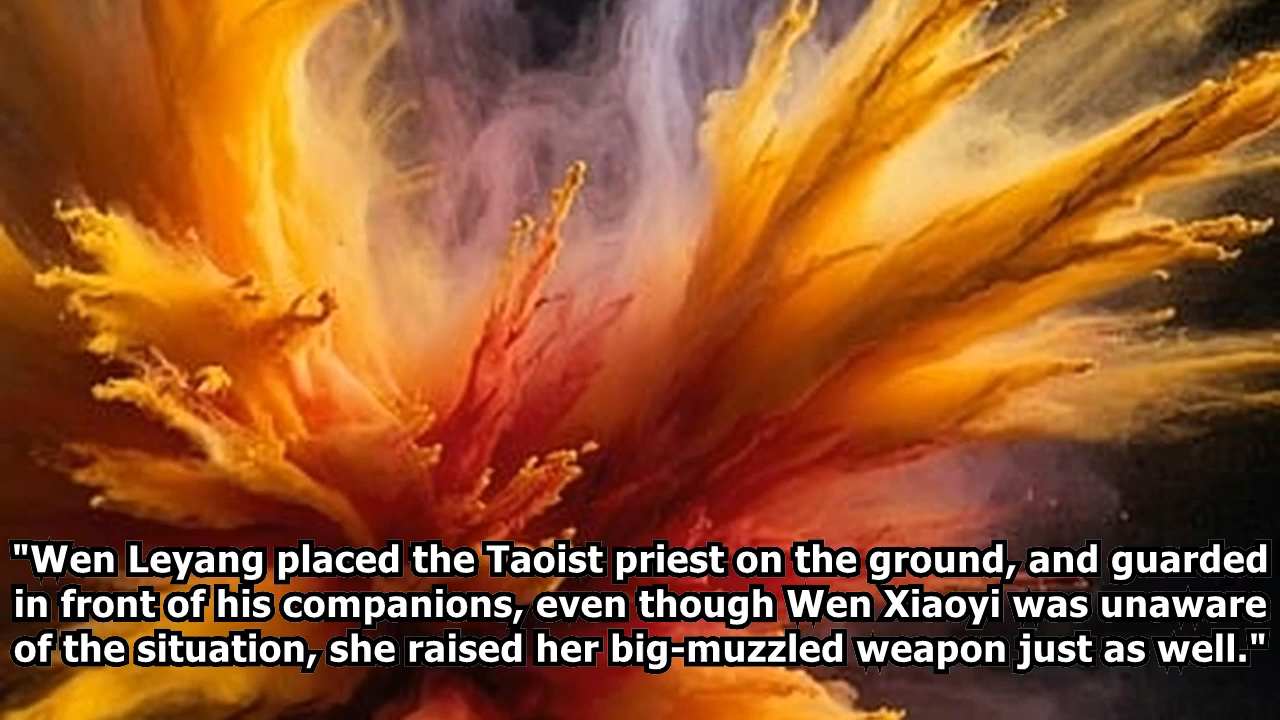 "Wen Leyang placed the Taoist priest on the ground, and guarded
in front of his companions, even though Wen Xiaoyi was unaware
of the situation, she raised her big-muzzled weapon just as well."